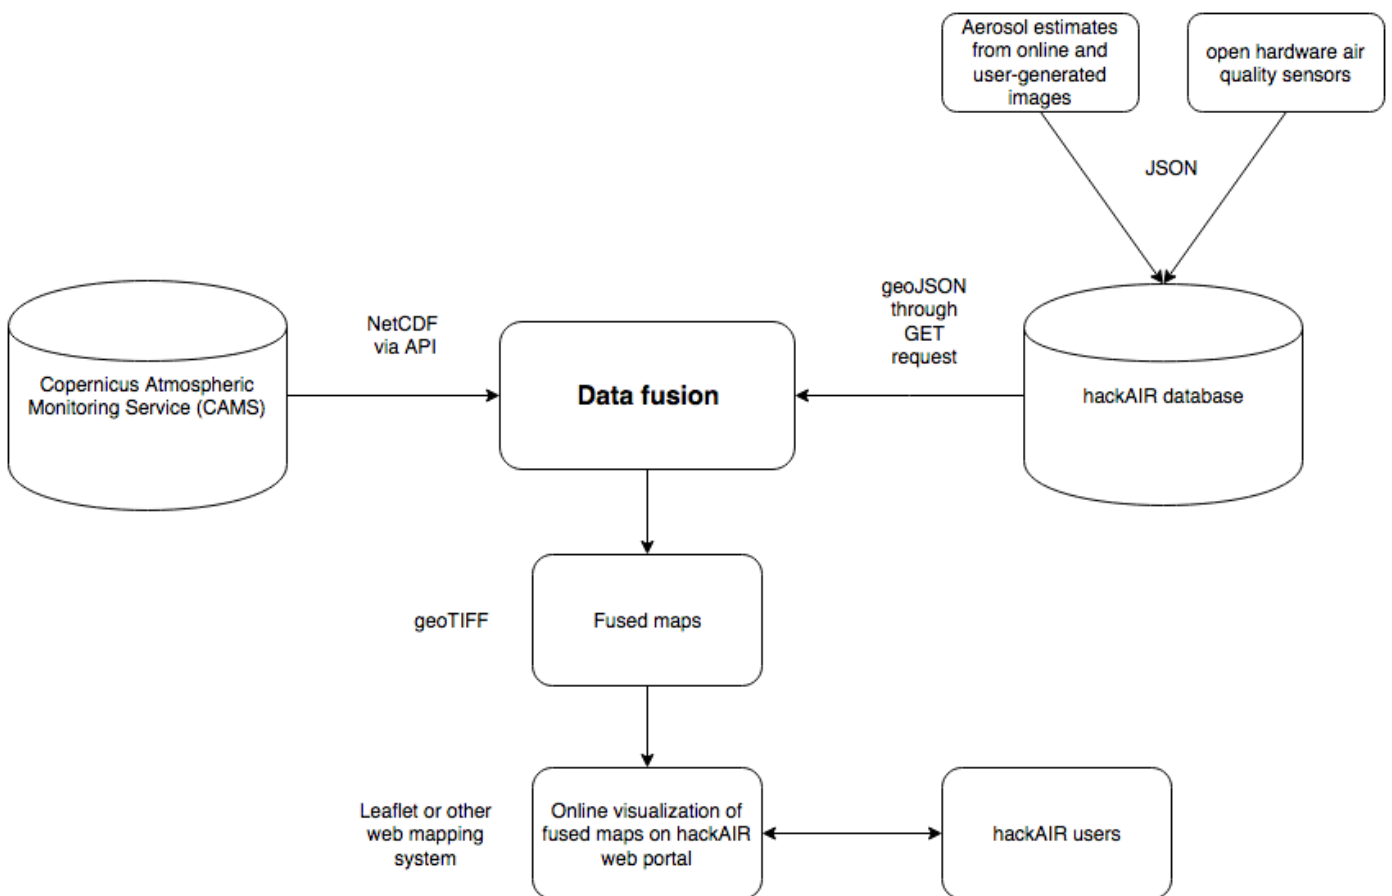 Aerosol estimates
from online and
user-generated
images
open hardware air
quality sensors
JSON
geoJSON
through
GET
request
NetCDF
via API
Copernicus Atmospheric
Monitoring Service (CAMS)
Data fusion
hackAIR database
geoTIFF
Fused maps
Leaflet or other
web mapping
system
Online visualization of
fused maps on hackAIR
web portal
hackAIR users